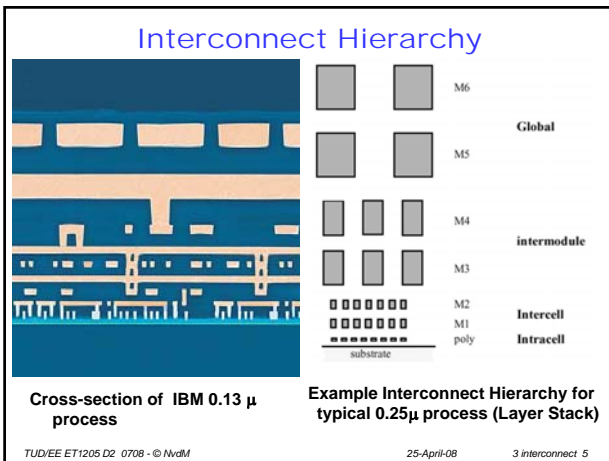 Interconnect Hierarchy
M6
Global
M5
M4
intermodule
M3
M2
Intercell
M1
poly
Intracell
substrate
Cross-section of IBM 0.13 μ
process
Example Interconnect Hierarchy for
typical 0.25μ process (Layer Stack)
TUD/EE ET1205 D2 0708 - © NvdM
25-April-08
3 interconnect 5